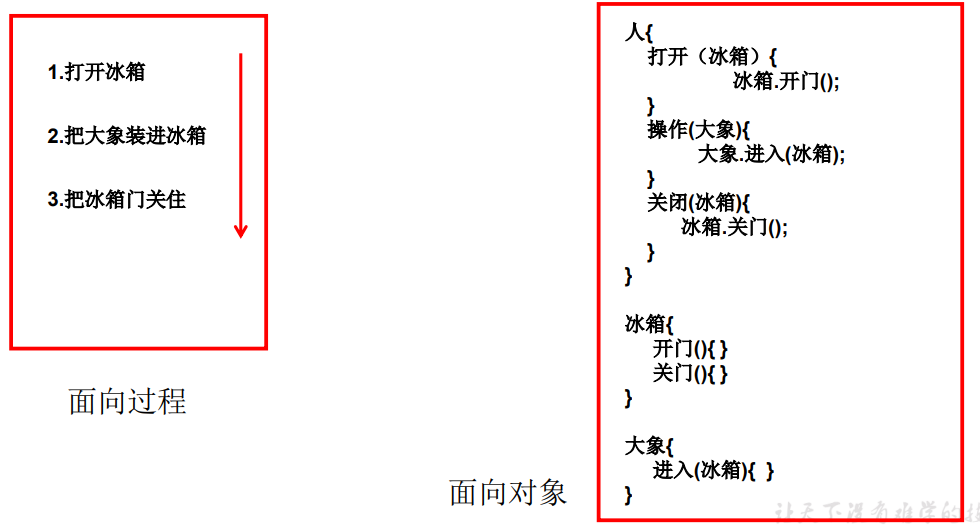 1.打开冰箱
2.把大象装进冰箱
3.把冰箱门关住
面向过程
人{
打开（冰箱）{
冰箱.开门();
}
操作(大象){
大象.进入(冰箱);
}
关闭(冰箱){
冰箱.关门();
}
}
冰箱{
开门(){ }
关门(){ }
}
大象{
进入(冰箱){  }
}
面向对象
让天下没有难学的技